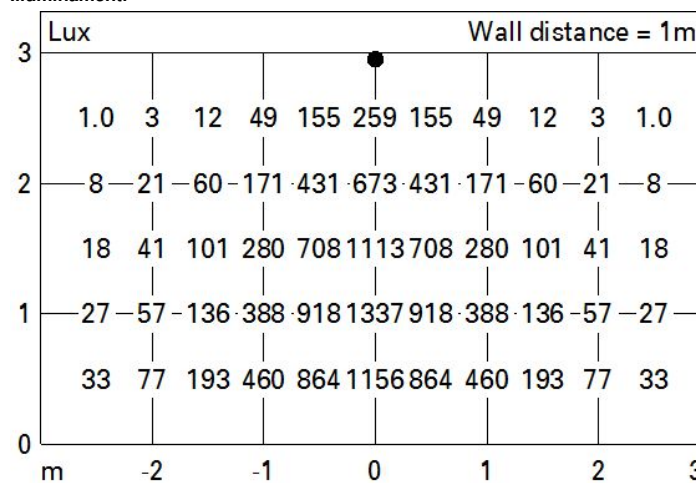 Lux Wall distance = 1m
3
1.0 3 12 49 155 259 155 49 12 3 1.0
2 8 21 60 171 431 673 431 171 60 21 8
18 41 101 280 708 1113 708 280 101 41 18
1 27 57 136 388 918 1337 918 388 136 57 27
33 77 193 460 864 1156 864 460 193 77 33
0
m -2 -1 0 1 2 3